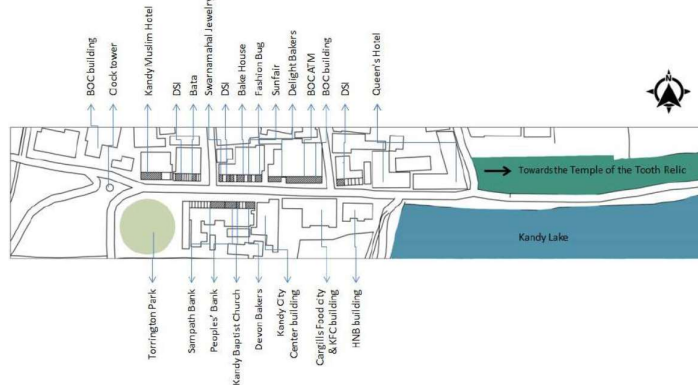 BOC building
Clock tower
Kandy Muslim Hotel
DSI
Bata
Swarnamahal Jewelry
DSI
Bake House
Fashion Bug
Sunfair
Delight Bakers
BOC ATM
BOC building
DSI
Queen's Hotel
Towards the Temple of the Tooth Relic
Kandy Lake
Torrington Park
Sampath Bank
Peoples' Bank
Kandy Baptist Church
Devon Bakers
Kandy City
Center building
Cargills Food city
& KFC building
HNB building